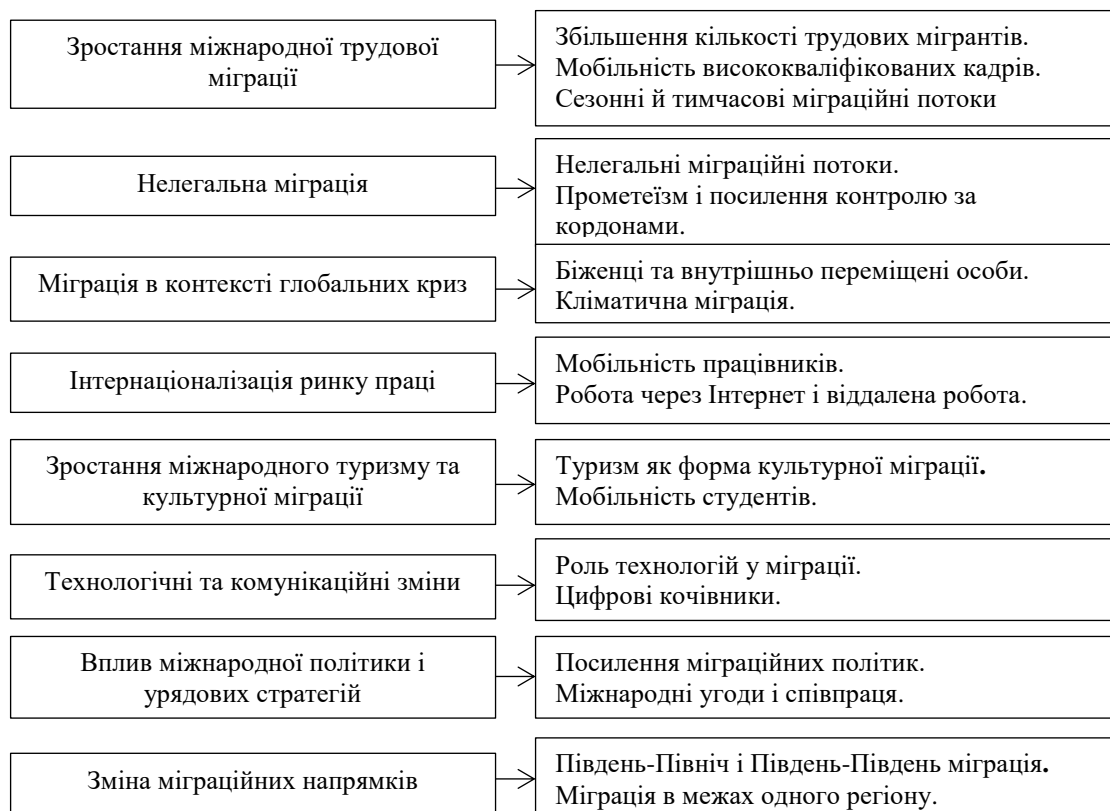 Зростання міжнародної трудової
міграції
Збільшення кількості трудових мігрантів.
Мобільність висококваліфікованих кадрів.
Сезонні й тимчасові міграційні потоки
Нелегальна міграція
Нелегальні міграційні потоки.
Прометеїзм і посилення контролю за
кордонами.
Міграція в контексті глобальних криз
Біженці та внутрішньо переміщені особи.
Кліматична міграція.
Інтернаціоналізація ринку праці
Мобільність працівників.
Робота через Інтернет і віддалена робота.
Зростання міжнародного туризму та
культурної міграції
Туризм як форма культурної міграції.
Мобільність студентів.
Технологічні та комунікаційні зміни
Роль технологій у міграції.
Цифрові кочівники.
Вплив міжнародної політики і
урядових стратегій
Посилення міграційних політик.
Міжнародні угоди і співпраця.
Зміна міграційних напрямків
Південь-Північ і Південь-Південь міграція.
Міграція в межах одного регіону.